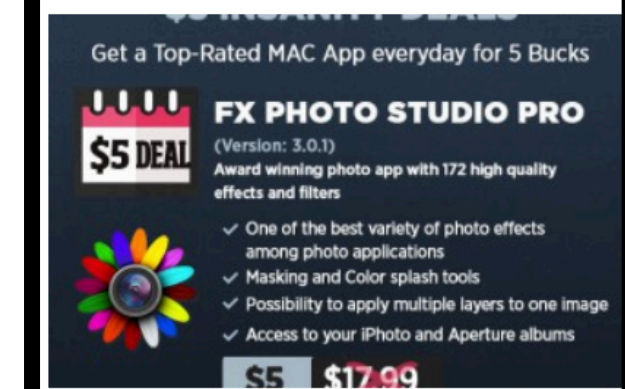 $5 INSANITY DEALS
Get a Top-Rated MAC App everyday for 5 Bucks
$5 DEAL
FX PHOTO STUDIO PRO
(Version: 3.0.1)
Award winning photo app with 172 high quality
effects and filters
✓ One of the best variety of photo effects
among photo applications
✓ Masking and Color splash tools
✓ Possibility to apply multiple layers to one image
✓ Access to your iPhoto and Aperture albums
$5 $17.99